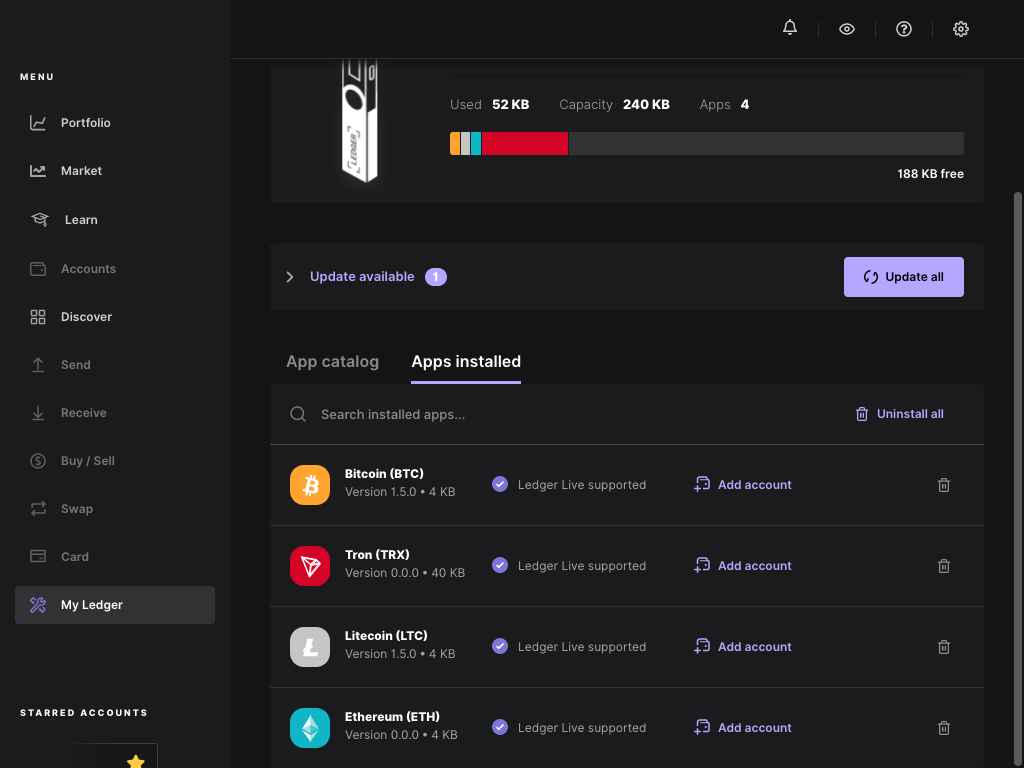 MENU
Portfolio
Market
Learn
Accounts
Discover
Send
Receive
Buy / Sell
Swap
Card
My Ledger
STARRED ACCOUNTS
LEDGER
Used 52 KB Capacity 240 KB Apps 4
188 KB free
Update available 1
Update all
App catalog Apps installed
Search installed apps...
Uninstall all
Bitcoin (BTC)
Version 1.5.0 • 4 KB
Ledger Live supported
Add account
Tron (TRX)
Version 0.0.0 • 40 KB
Ledger Live supported
Add account
Litecoin (LTC)
Version 1.5.0 • 4 KB
Ledger Live supported
Add account
Ethereum (ETH)
Version 0.0.0 • 4 KB
Ledger Live supported
Add account